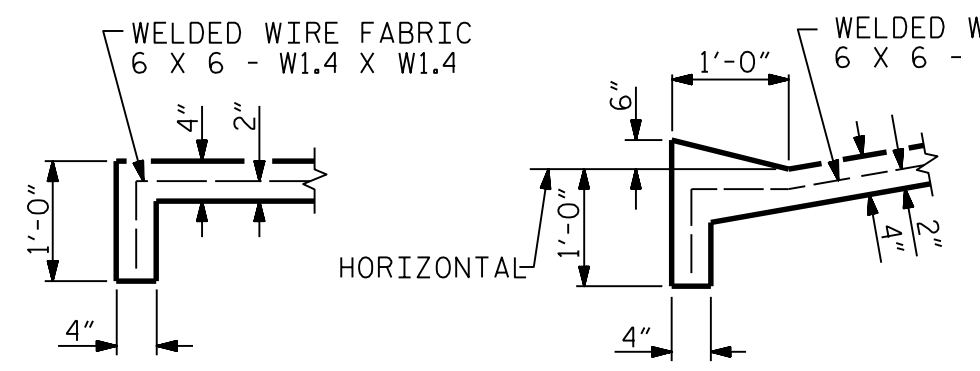 WELDED WIRE FABRIC
6 X 6 - W1.4 X W1.4
4"
2"
1'-0"
4"
WELDED W
6 X 6 -
1'-0"
6"
HORIZONTAL
1'-0"
4"
2"
4"